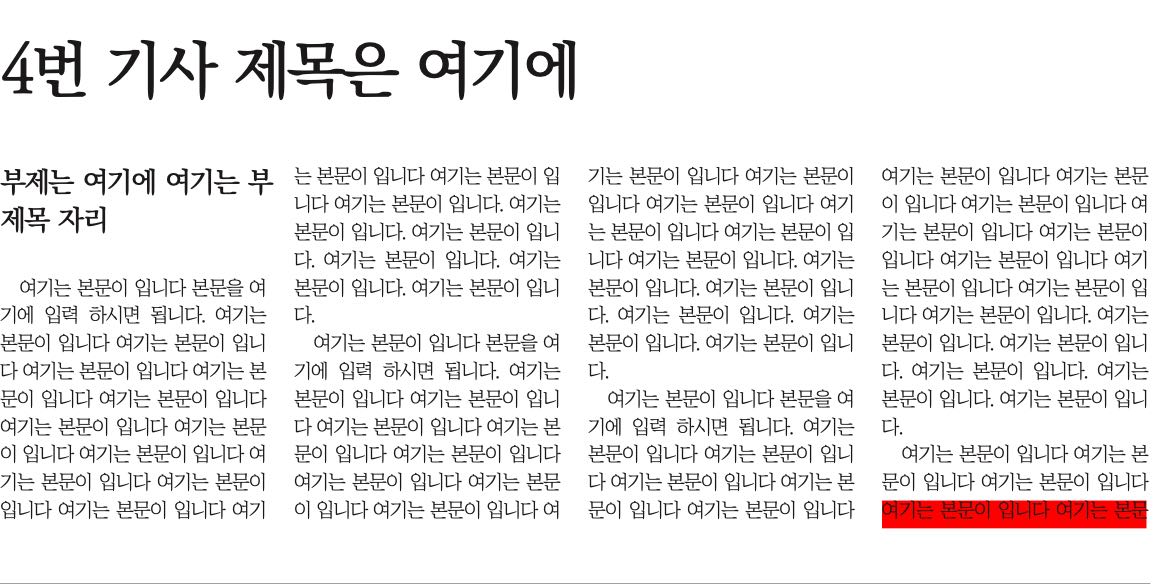 4번 기사 제목은 여기에
부제는 여기에 여기는 부
제목 자리
여기는 본문이 입니다 본문을 여
기에 입력 하시면 됩니다. 여기는
본문이 입니다 여기는 본문이 입니
다 여기는 본문이 입니다 여기는 본
문이 입니다 여기는 본문이 입니다
여기는 본문이 입니다 여기는 본문
이 입니다 여기는 본문이 입니다 여
기는 본문이 입니다 여기는 본문이
입니다 여기는 본문이 입니다 여기
는 본문이 입니다 여기는 본문이 입
니다 여기는 본문이 입니다. 여기는
본문이 입니다. 여기는 본문이 입니
다. 여기는 본문이 입니다. 여기는
본문이 입니다. 여기는 본문이 입니
다.
여기는 본문이 입니다 본문을 여
기에 입력 하시면 됩니다. 여기는
본문이 입니다 여기는 본문이 입니
다 여기는 본문이 입니다 여기는 본
문이 입니다 여기는 본문이 입니다
여기는 본문이 입니다 여기는 본문
이 입니다 여기는 본문이 입니다 여
기는 본문이 입니다 여기는 본문이
입니다 여기는 본문이 입니다 여기
는 본문이 입니다 여기는 본문이 입
니다 여기는 본문이 입니다. 여기는
본문이 입니다. 여기는 본문이 입니
다. 여기는 본문이 입니다. 여기는
본문이 입니다. 여기는 본문이 입니
다.
여기는 본문이 입니다 본문을 여
기에 입력 하시면 됩니다. 여기는
본문이 입니다 여기는 본문이 입니
다 여기는 본문이 입니다 여기는 본
문이 입니다 여기는 본문이 입니다
여기는 본문이 입니다 여기는 본문
이 입니다 여기는 본문이 입니다 여
기는 본문이 입니다 여기는 본문이
입니다 여기는 본문이 입니다 여기
는 본문이 입니다 여기는 본문이 입
니다 여기는 본문이 입니다. 여기는
본문이 입니다. 여기는 본문이 입니
다. 여기는 본문이 입니다. 여기는
본문이 입니다. 여기는 본문이 입니
다.
여기는 본문이 입니다 여기는 본
문이 입니다 여기는 본문이 입니다
여기는 본문이 입니다 여기는 본문